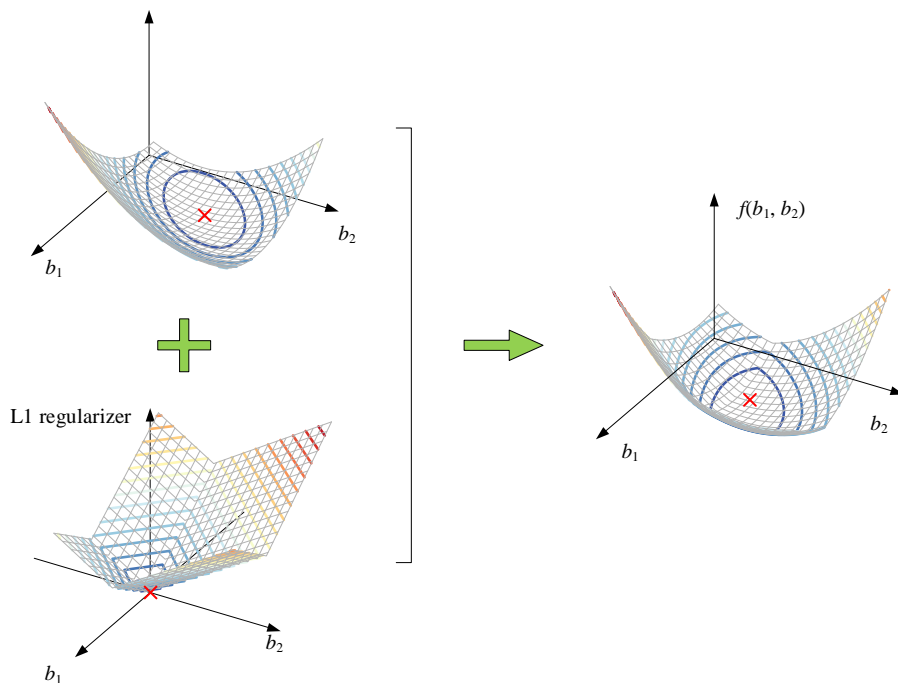 b₂
b₁
f(b₁, b₂)
b₂
b₁
L1 regularizer
b₂
b₁